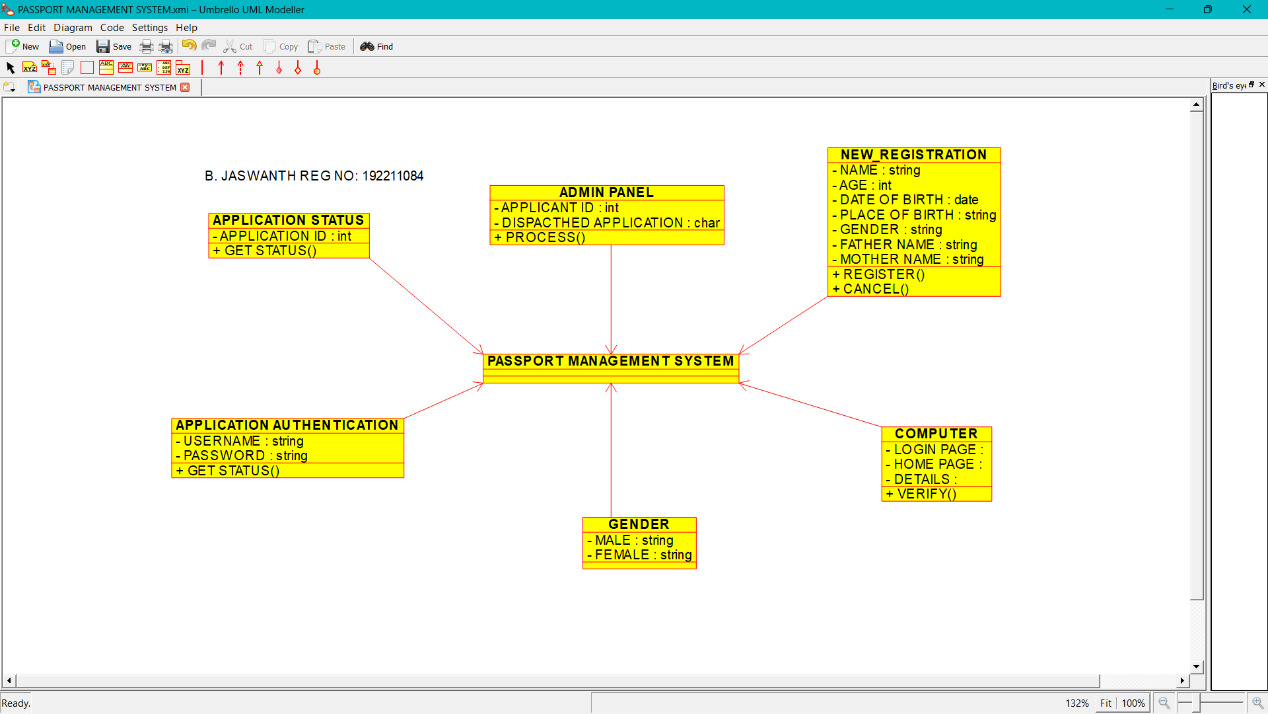 PASSPORT MANAGEMENT SYSTEM.xmi – Umbrello UML Modeller
File Edit Diagram Code Settings Help
New Open Save Cut Copy Paste Find
PASSPORT MANAGEMENT SYSTEM
Bird's eye
B. JASWANTH REG NO: 192211084
APPLICATION STATUS
- APPLICATION ID : int
+ GET STATUS()
ADMIN PANEL
- APPLICANT ID : int
- DISPACTHED APPLICATION : char
+ PROCESS()
NEW_REGISTRATION
- NAME : string
- AGE : int
- DATE OF BIRTH : date
- PLACE OF BIRTH : string
- GENDER : string
- FATHER NAME : string
- MOTHER NAME : string
+ REGISTER()
+ CANCEL()
PASSPORT MANAGEMENT SYSTEM
APPLICATION AUTHENTICATION
- USERNAME : string
- PASSWORD : string
+ GET STATUS()
COMPUTER
- LOGIN PAGE :
- HOME PAGE :
- DETAILS :
+ VERIFY()
GENDER
- MALE : string
- FEMALE : string
Ready.
132% Fit 100%